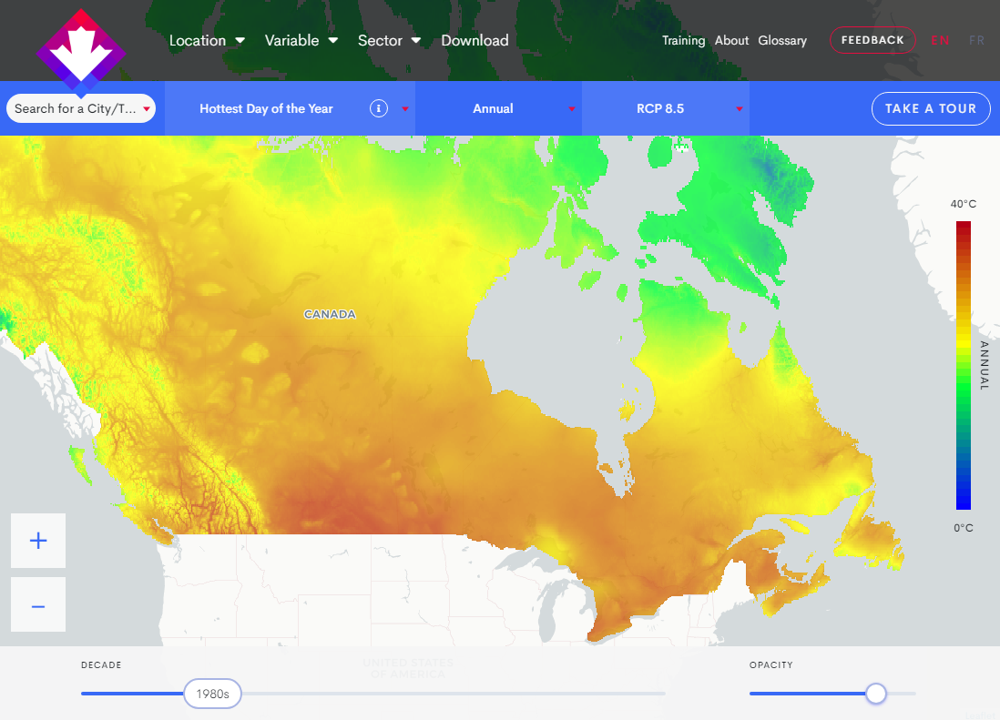 Location Variable Sector Download Training About Glossary FEEDBACK EN FR
Search for a City/T... Hottest Day of the Year i Annual RCP 8.5 TAKE A TOUR
40°C
CANADA
ANNUAL
0°C
+
−
UNITED STATES
OF AMERICA
DECADE
OPACITY
1980s